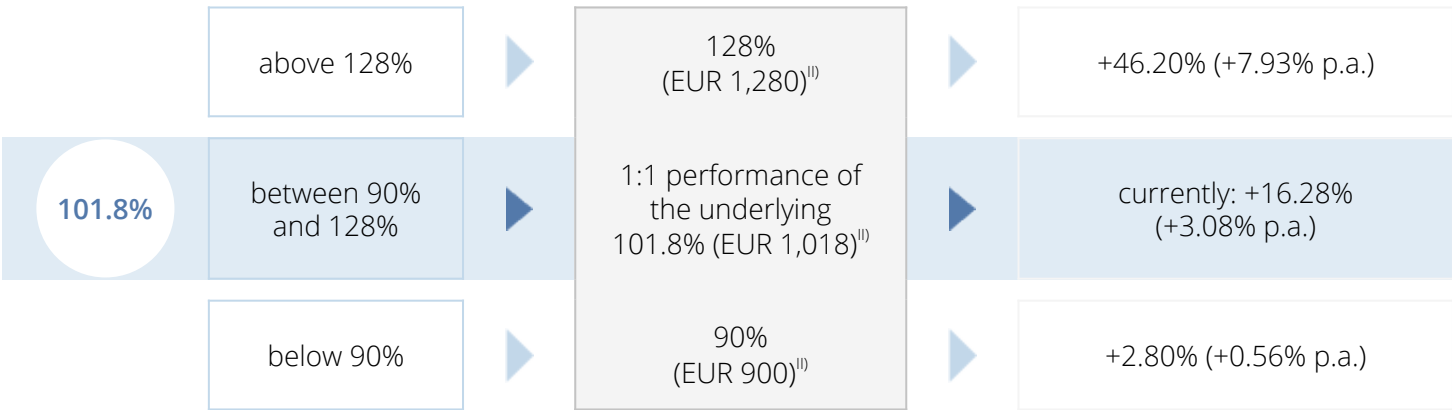 above 128%
128%
(EUR 1,280)II)
+46.20% (+7.93% p.a.)
101.8%
between 90%
and 128%
1:1 performance of
the underlying
101.8% (EUR 1,018)II)
currently: +16.28%
(+3.08% p.a.)
below 90%
90%
(EUR 900)II)
+2.80% (+0.56% p.a.)